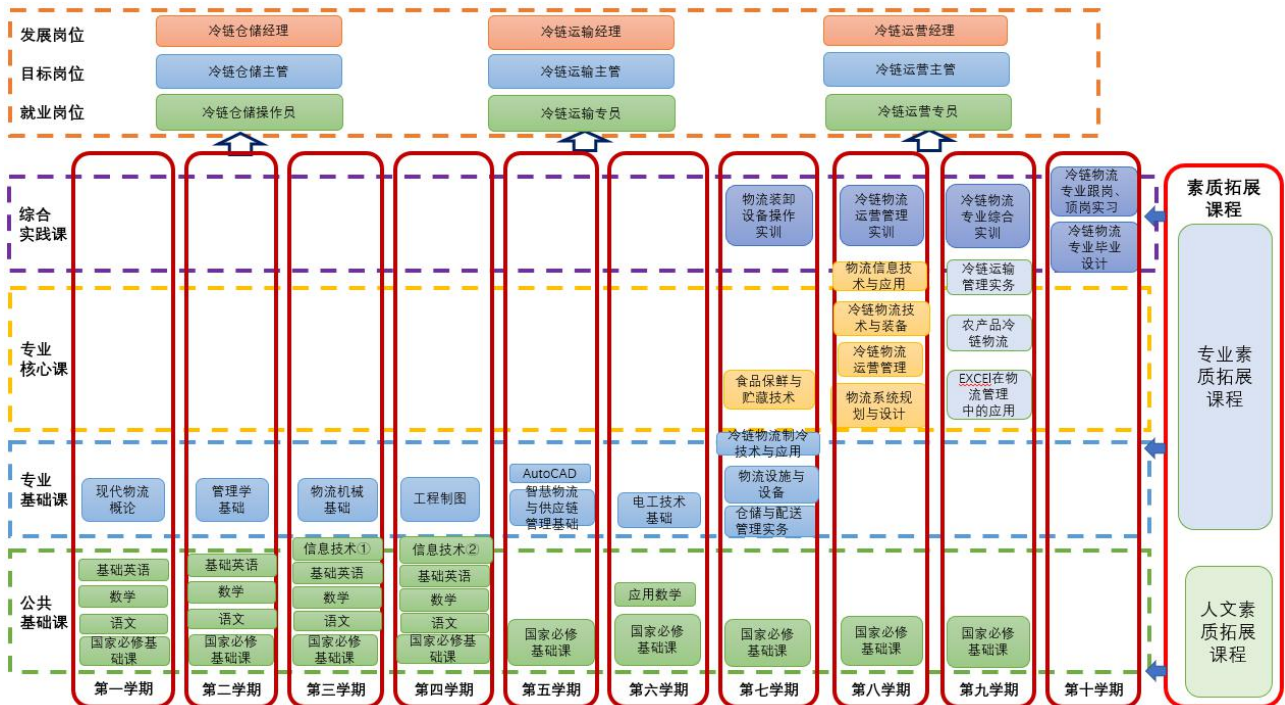 发展岗位
冷链仓储经理
冷链运输经理
冷链运营经理
目标岗位
冷链仓储主管
冷链运输主管
冷链运营主管
就业岗位
冷链仓储操作员
冷链运输专员
冷链运营专员
综合
实践课
物流装卸
设备操作
实训
冷链物流
运营管理
实训
冷链物流
专业综合
实训
冷链物流
专业跟岗、
顶岗实习
冷链物流
专业毕业
设计
专业
核心课
食品保鲜与
贮藏技术
物流信息技
术与应用
冷链物流技
术与装备
冷链物流
运营管理
物流系统规
划与设计
冷链运输
管理实务
农产品冷
链物流
EXCEl在物
流管理
中的应用
专业
基础课
现代物流
概论
管理学
基础
物流机械
基础
工程制图
AutoCAD
智慧物流
与供应链
管理基础
电工技术
基础
冷链物流制冷
技术与应用
物流设施与
设备
仓储与配送
管理实务
公共
基础课
基础英语
数学
语文
国家必修基
础课
基础英语
数学
语文
国家必修
基础课
信息技术①
基础英语
数学
语文
国家必修
基础课
信息技术②
基础英语
数学
语文
国家必修基
础课
国家必修
基础课
应用数学
国家必修
基础课
国家必修
基础课
国家必修
基础课
国家必修
基础课
第一学期
第二学期
第三学期
第四学期
第五学期
第六学期
第七学期
第八学期
第九学期
第十学期
素质拓展
课程
专业素
质拓展
课程
人文素
质拓展
课程